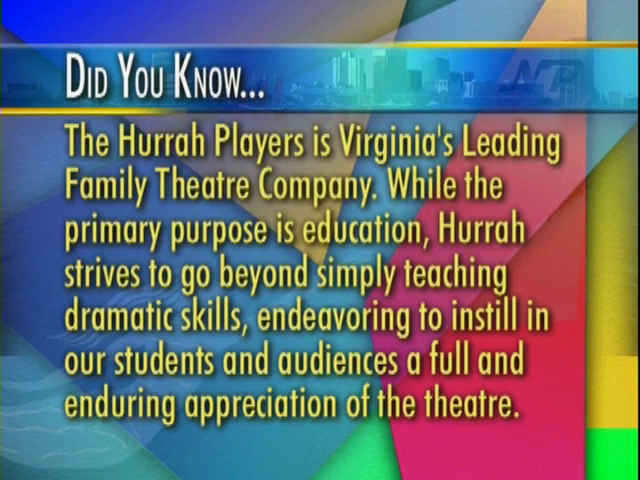 Did You Know...
The Hurrah Players is Virginia's Leading
Family Theatre Company. While the
primary purpose is education, Hurrah
strives to go beyond simply teaching
dramatic skills, endeavoring to instill in
our students and audiences a full and
enduring appreciation of the theatre.